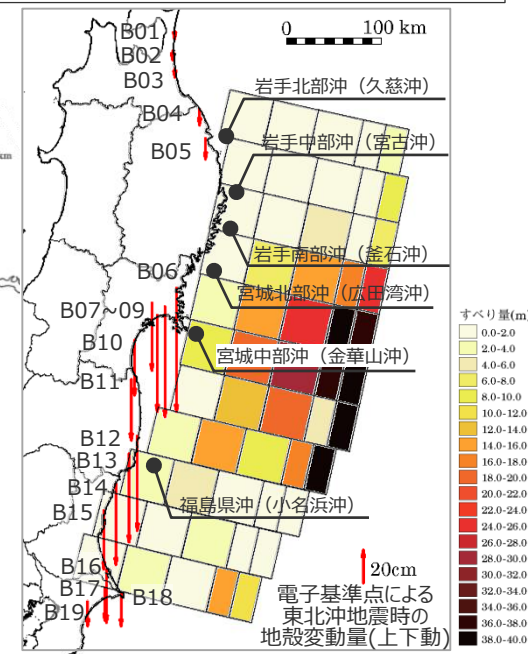 0
100 km
B01
B02
B03
B04
B05
岩手北部沖（久慈沖）
岩手中部沖（宮古沖）
km
岩手南部沖（釜石沖）
B06
宮城北部沖（広田湾沖）
B07~09
B10
宮城中部沖（金華山沖）
B11
B12
B13
B14
B15
福島県沖（小名浜沖）
B16
B17
B18
B19
20cm
電子基準点による
東北沖地震時の
地殻変動量(上下動)
すべり量(m)
0.0-2.0
2.0-4.0
4.0-6.0
6.0-8.0
8.0-10.0
10.0-12.0
12.0-14.0
14.0-16.0
16.0-18.0
18.0-20.0
20.0-22.0
22.0-24.0
24.0-26.0
26.0-28.0
28.0-30.0
30.0-32.0
32.0-34.0
34.0-36.0
36.0-38.0
38.0-40.0